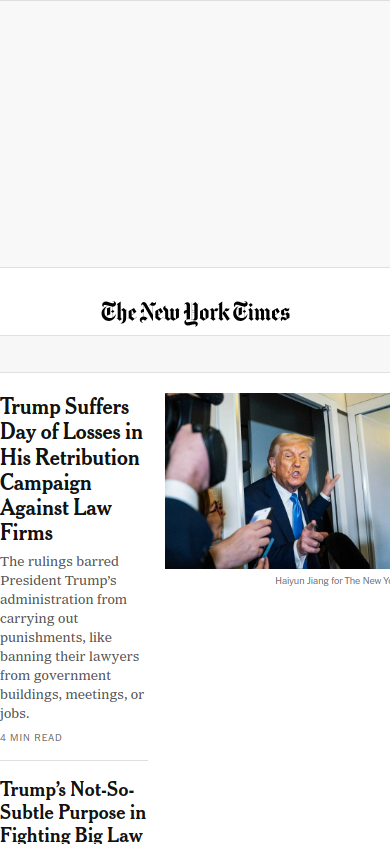 The New York Times
Trump Suffers
Day of Losses in
His Retribution
Campaign
Against Law
Firms
The rulings barred
President Trump’s
administration from
carrying out
punishments, like
banning their lawyers
from government
buildings, meetings, or
jobs.
4 MIN READ
Haiyun Jiang for The New
Trump’s Not-So-
Subtle Purpose in
Fighting Big Law